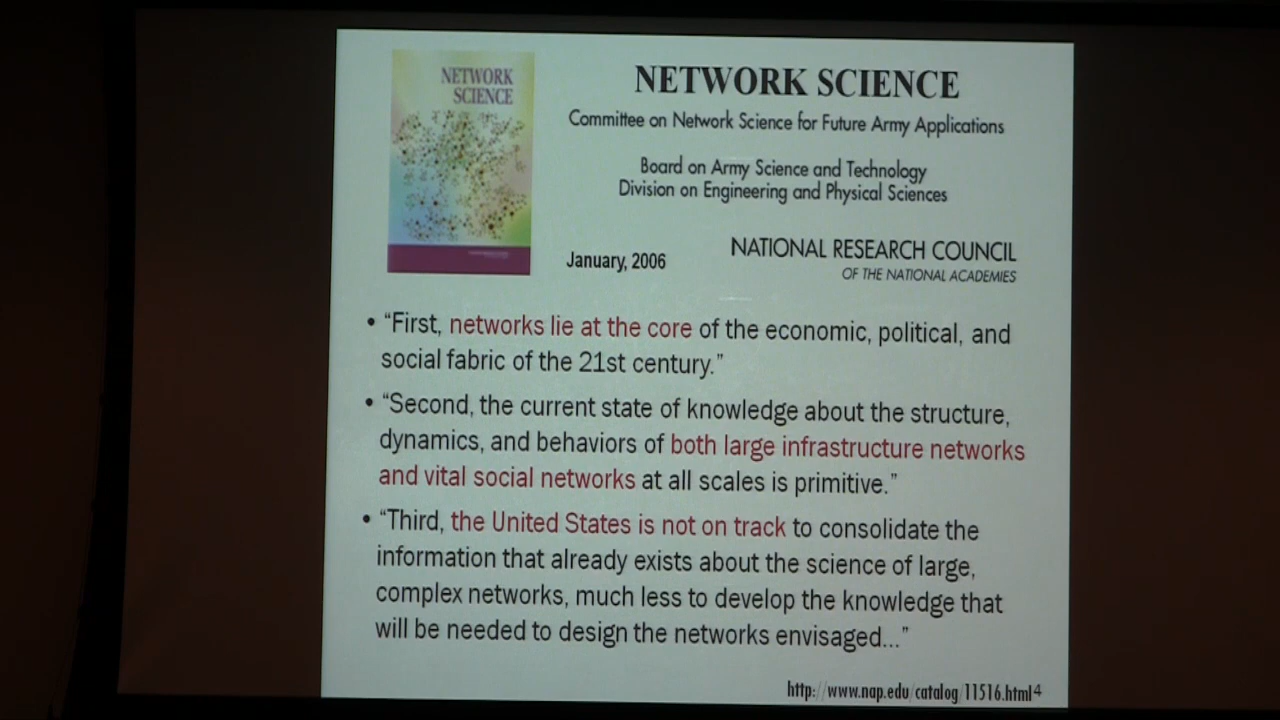 NETWORK
SCIENCE
NETWORK SCIENCE
Committee on Network Science for Future Army Applications
Board on Army Science and Technology
Division on Engineering and Physical Sciences
January, 2006
NATIONAL RESEARCH COUNCIL
OF THE NATIONAL ACADEMIES
• “First, networks lie at the core of the economic, political, and
social fabric of the 21st century.”
• “Second, the current state of knowledge about the structure,
dynamics, and behaviors of both large infrastructure networks
and vital social networks at all scales is primitive.”
• “Third, the United States is not on track to consolidate the
information that already exists about the science of large,
complex networks, much less to develop the knowledge that
will be needed to design the networks envisaged...”
http://www.nap.edu/catalog/11516.html 4